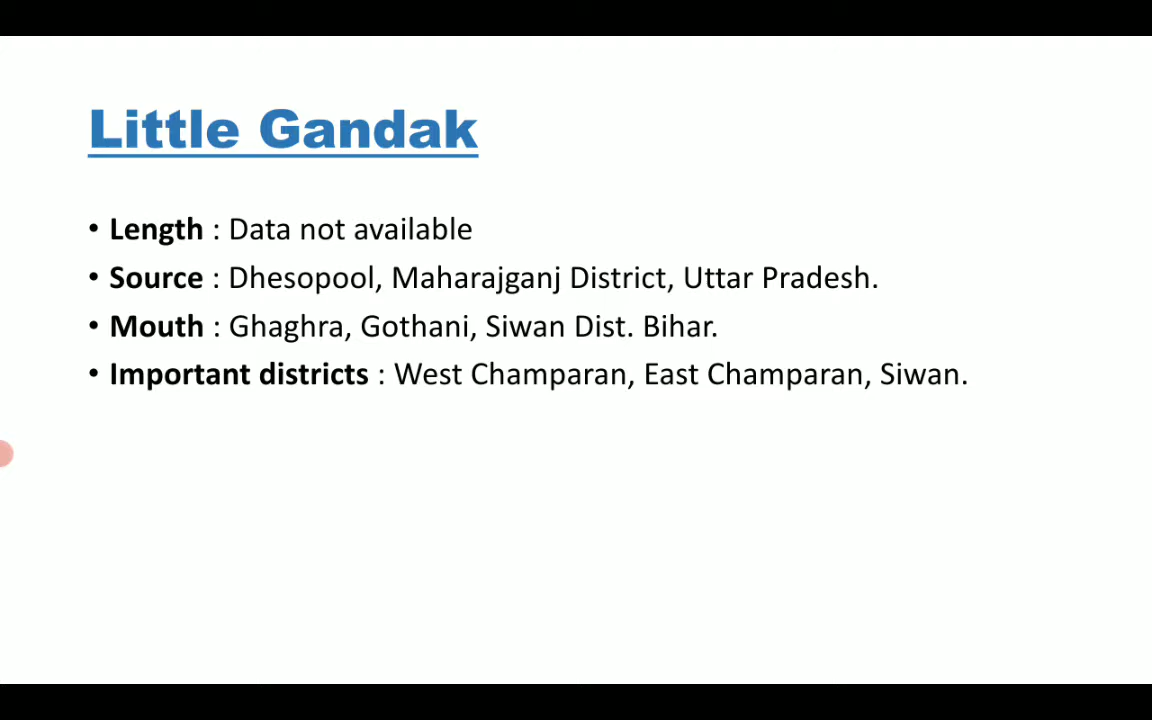 Little Gandak
• Length : Data not available
• Source : Dhesopool, Maharajganj District, Uttar Pradesh.
• Mouth : Ghaghra, Gothani, Siwan Dist. Bihar.
• Important districts : West Champaran, East Champaran, Siwan.